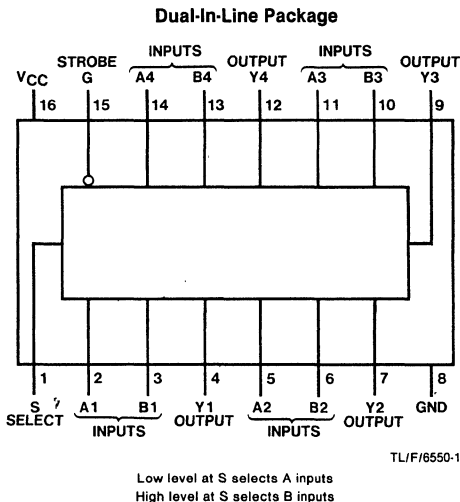 Dual-In-Line Package
STROBE INPUTS OUTPUT INPUTS OUTPUT
VCC G A4 B4 Y4 A3 B3 Y3
16 15 14 13 12 11 10 9
1 2 3 4 5 6 7 8
S A1 B1 Y1 A2 B2 Y2 GND
SELECT INPUTS OUTPUT INPUTS OUTPUT
TL/F/6550-1
Low level at S selects A inputs
High level at S selects B inputs